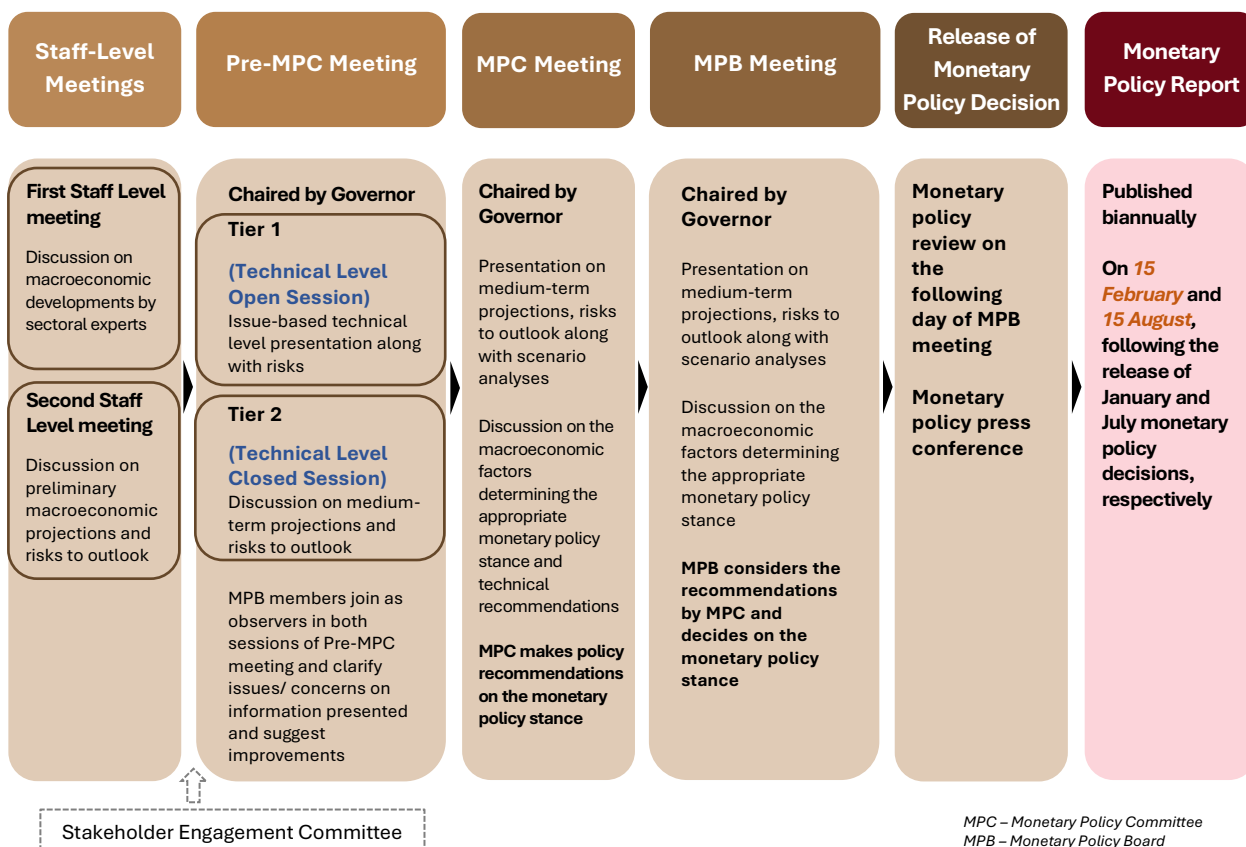 Staff-Level
Meetings
Pre-MPC Meeting
MPC Meeting
MPB Meeting
Release of
Monetary
Policy Decision
Monetary
Policy Report
First Staff Level
meeting
Discussion on
macroeconomic
developments by
sectoral experts
Second Staff
Level meeting
Discussion on
preliminary
macroeconomic
projections and
risks to outlook
Chaired by Governor
Tier 1
(Technical Level
Open Session)
Issue-based technical
level presentation along
with risks
Tier 2
(Technical Level
Closed Session)
Discussion on medium-
term projections and
risks to outlook
MPB members join as
observers in both
sessions of Pre-MPC
meeting and clarify
issues/ concerns on
information presented
and suggest
improvements
Chaired by
Governor
Presentation on
medium-term
projections, risks
to outlook along
with scenario
analyses
Discussion on the
macroeconomic
factors
determining the
appropriate
monetary policy
stance and
technical
recommendations
MPC makes policy
recommendations
on the monetary
policy stance
Chaired by
Governor
Presentation on
medium-term
projections, risks to
outlook along with
scenario analyses
Discussion on the
macroeconomic
factors determining
the appropriate
monetary policy
stance
MPB considers the
recommendations
by MPC and
decides on the
monetary policy
stance
Monetary
policy
review on
the
following
day of MPB
meeting
Monetary
policy press
conference
Published
biannually
On 15
February and
15 August,
following the
release of
January and
July monetary
policy
decisions,
respectively
Stakeholder Engagement Committee
MPC – Monetary Policy Committee
MPB – Monetary Policy Board